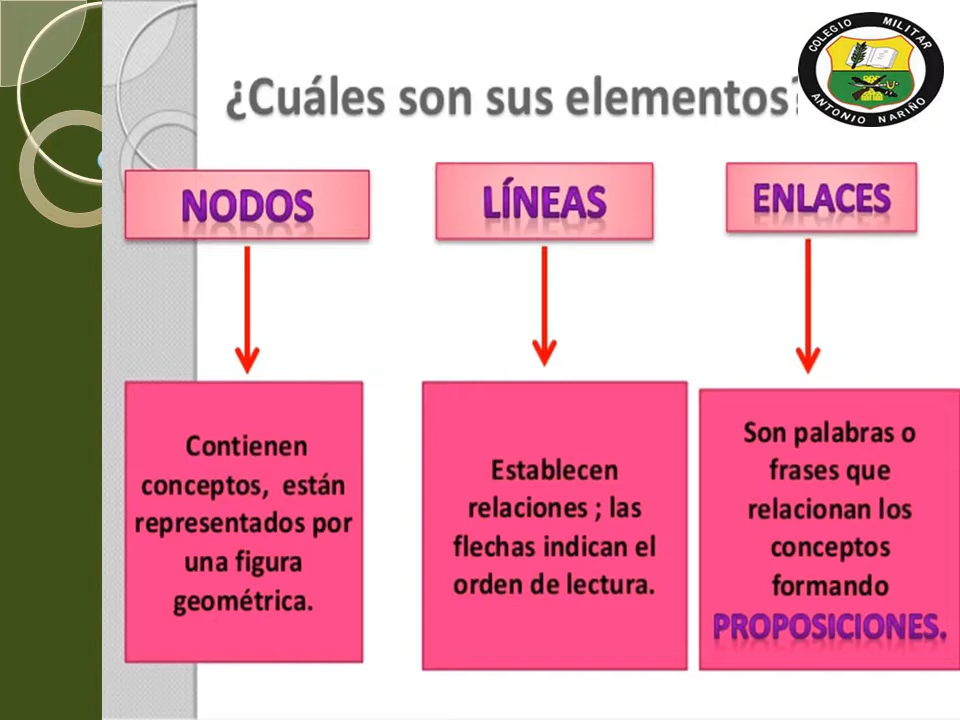 ¿Cuáles son sus elementos?
COLEGIO MILITAR
ANTONIO NARIÑO
NODOS
LÍNEAS
ENLACES
Contienen
conceptos, están
representados por
una figura
geométrica.
Establecen
relaciones ; las
flechas indican el
orden de lectura.
Son palabras o
frases que
relacionan los
conceptos
formando
PROPOSICIONES.